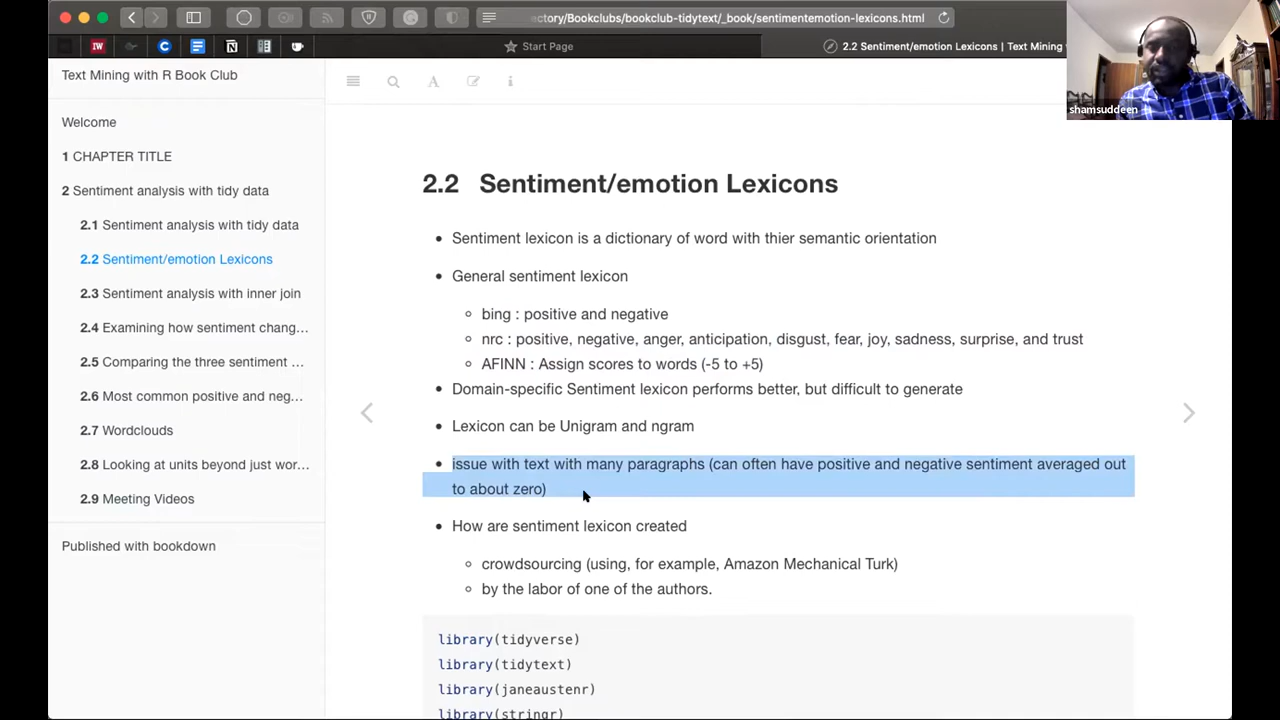 ctory/Bookclubs/bookclub-tidytext/_book/sentimentemotion-lexicons.html
IW
C
N
Start Page
2.2 Sentiment/emotion Lexicons | Text Mining
shamsuddeen
Text Mining with R Book Club
Welcome
1 CHAPTER TITLE
2 Sentiment analysis with tidy data
2.1 Sentiment analysis with tidy data
2.2 Sentiment/emotion Lexicons
2.3 Sentiment analysis with inner join
2.4 Examining how sentiment chang…
2.5 Comparing the three sentiment …
2.6 Most common positive and neg…
2.7 Wordclouds
2.8 Looking at units beyond just wor…
2.9 Meeting Videos
Published with bookdown
A
i
2.2 Sentiment/emotion Lexicons
Sentiment lexicon is a dictionary of word with thier semantic orientation
General sentiment lexicon
bing : positive and negative
nrc : positive, negative, anger, anticipation, disgust, fear, joy, sadness, surprise, and trust
AFINN : Assign scores to words (-5 to +5)
Domain-specific Sentiment lexicon performs better, but difficult to generate
Lexicon can be Unigram and ngram
issue with text with many paragraphs (can often have positive and negative sentiment averaged out
to about zero)
How are sentiment lexicon created
crowdsourcing (using, for example, Amazon Mechanical Turk)
by the labor of one of the authors.
library(tidyverse)
library(tidytext)
library(janeaustenr)
library(stringr)